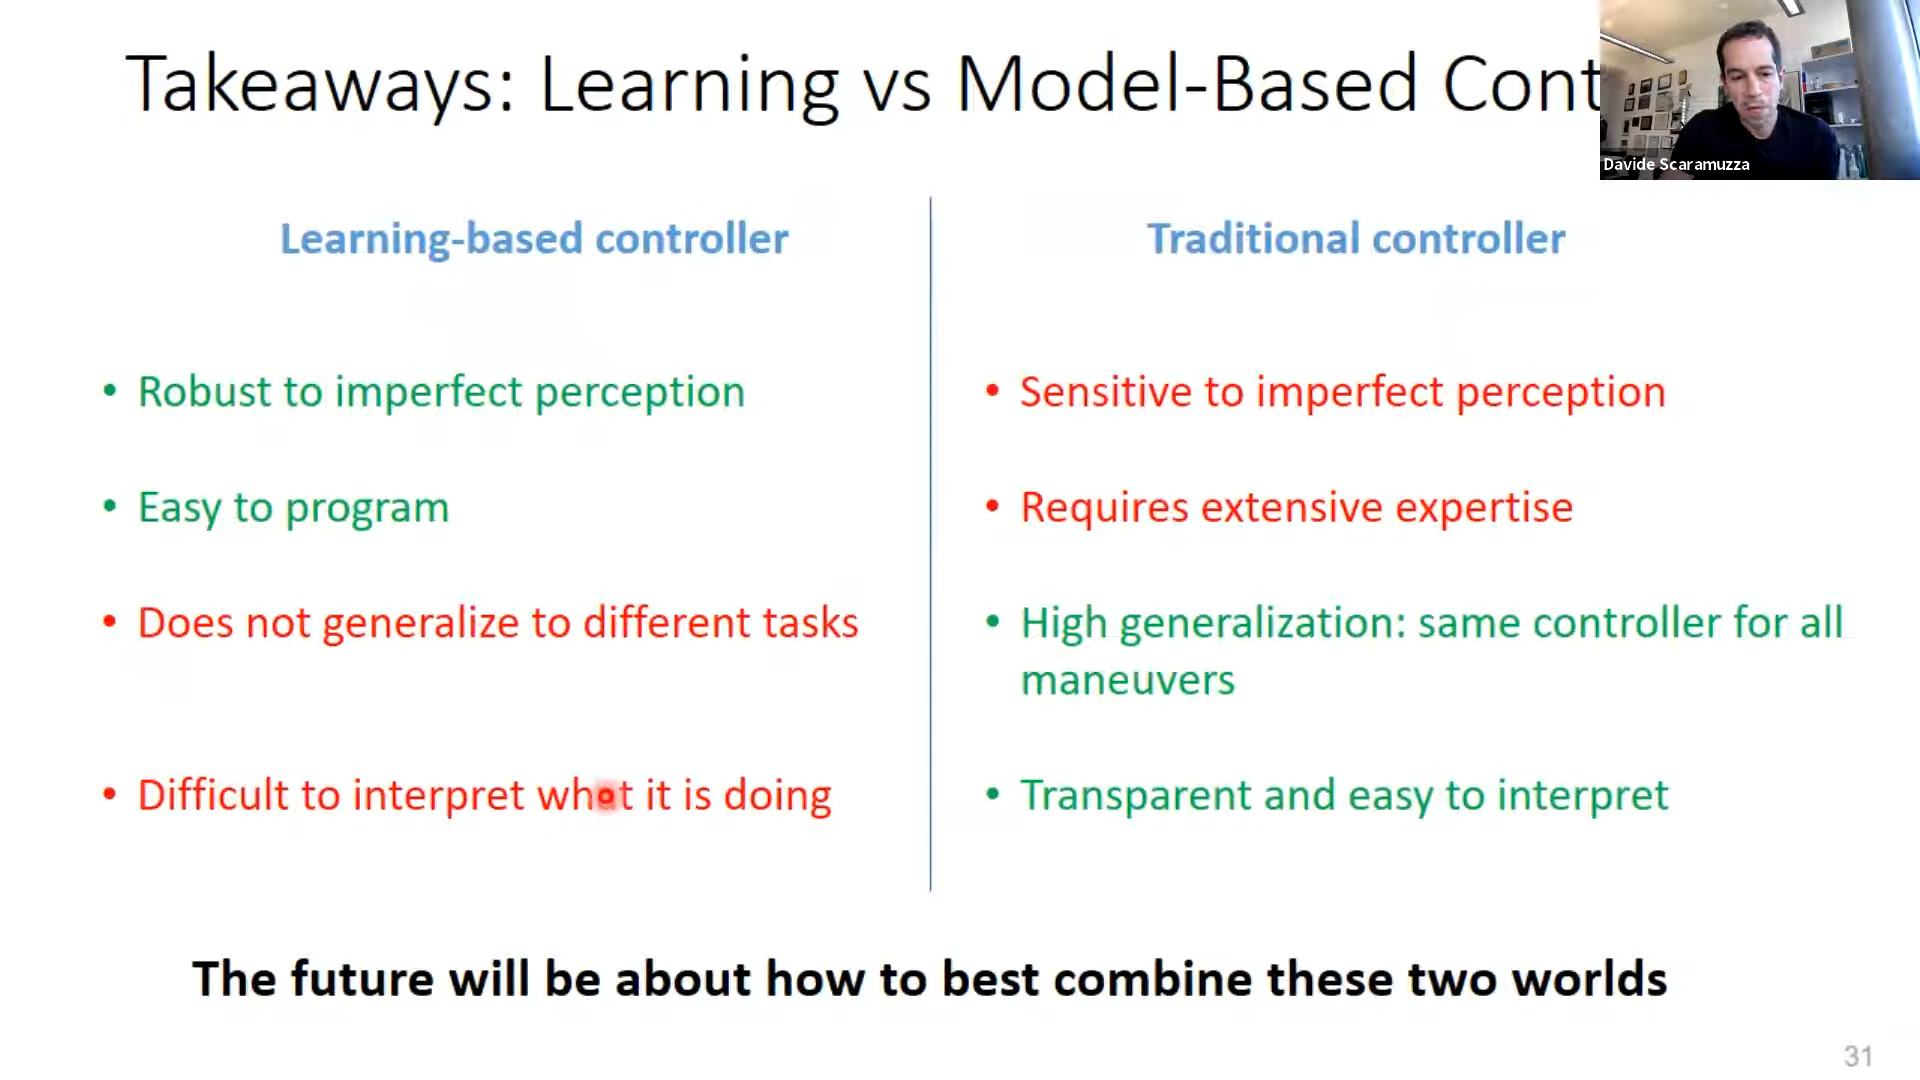 Takeaways: Learning vs Model-Based Cont
Davide Scaramuzza
Learning-based controller
• Robust to imperfect perception
• Easy to program
• Does not generalize to different tasks
• Difficult to interpret what it is doing
Traditional controller
• Sensitive to imperfect perception
• Requires extensive expertise
• High generalization: same controller for all
maneuvers
• Transparent and easy to interpret
The future will be about how to best combine these two worlds
31